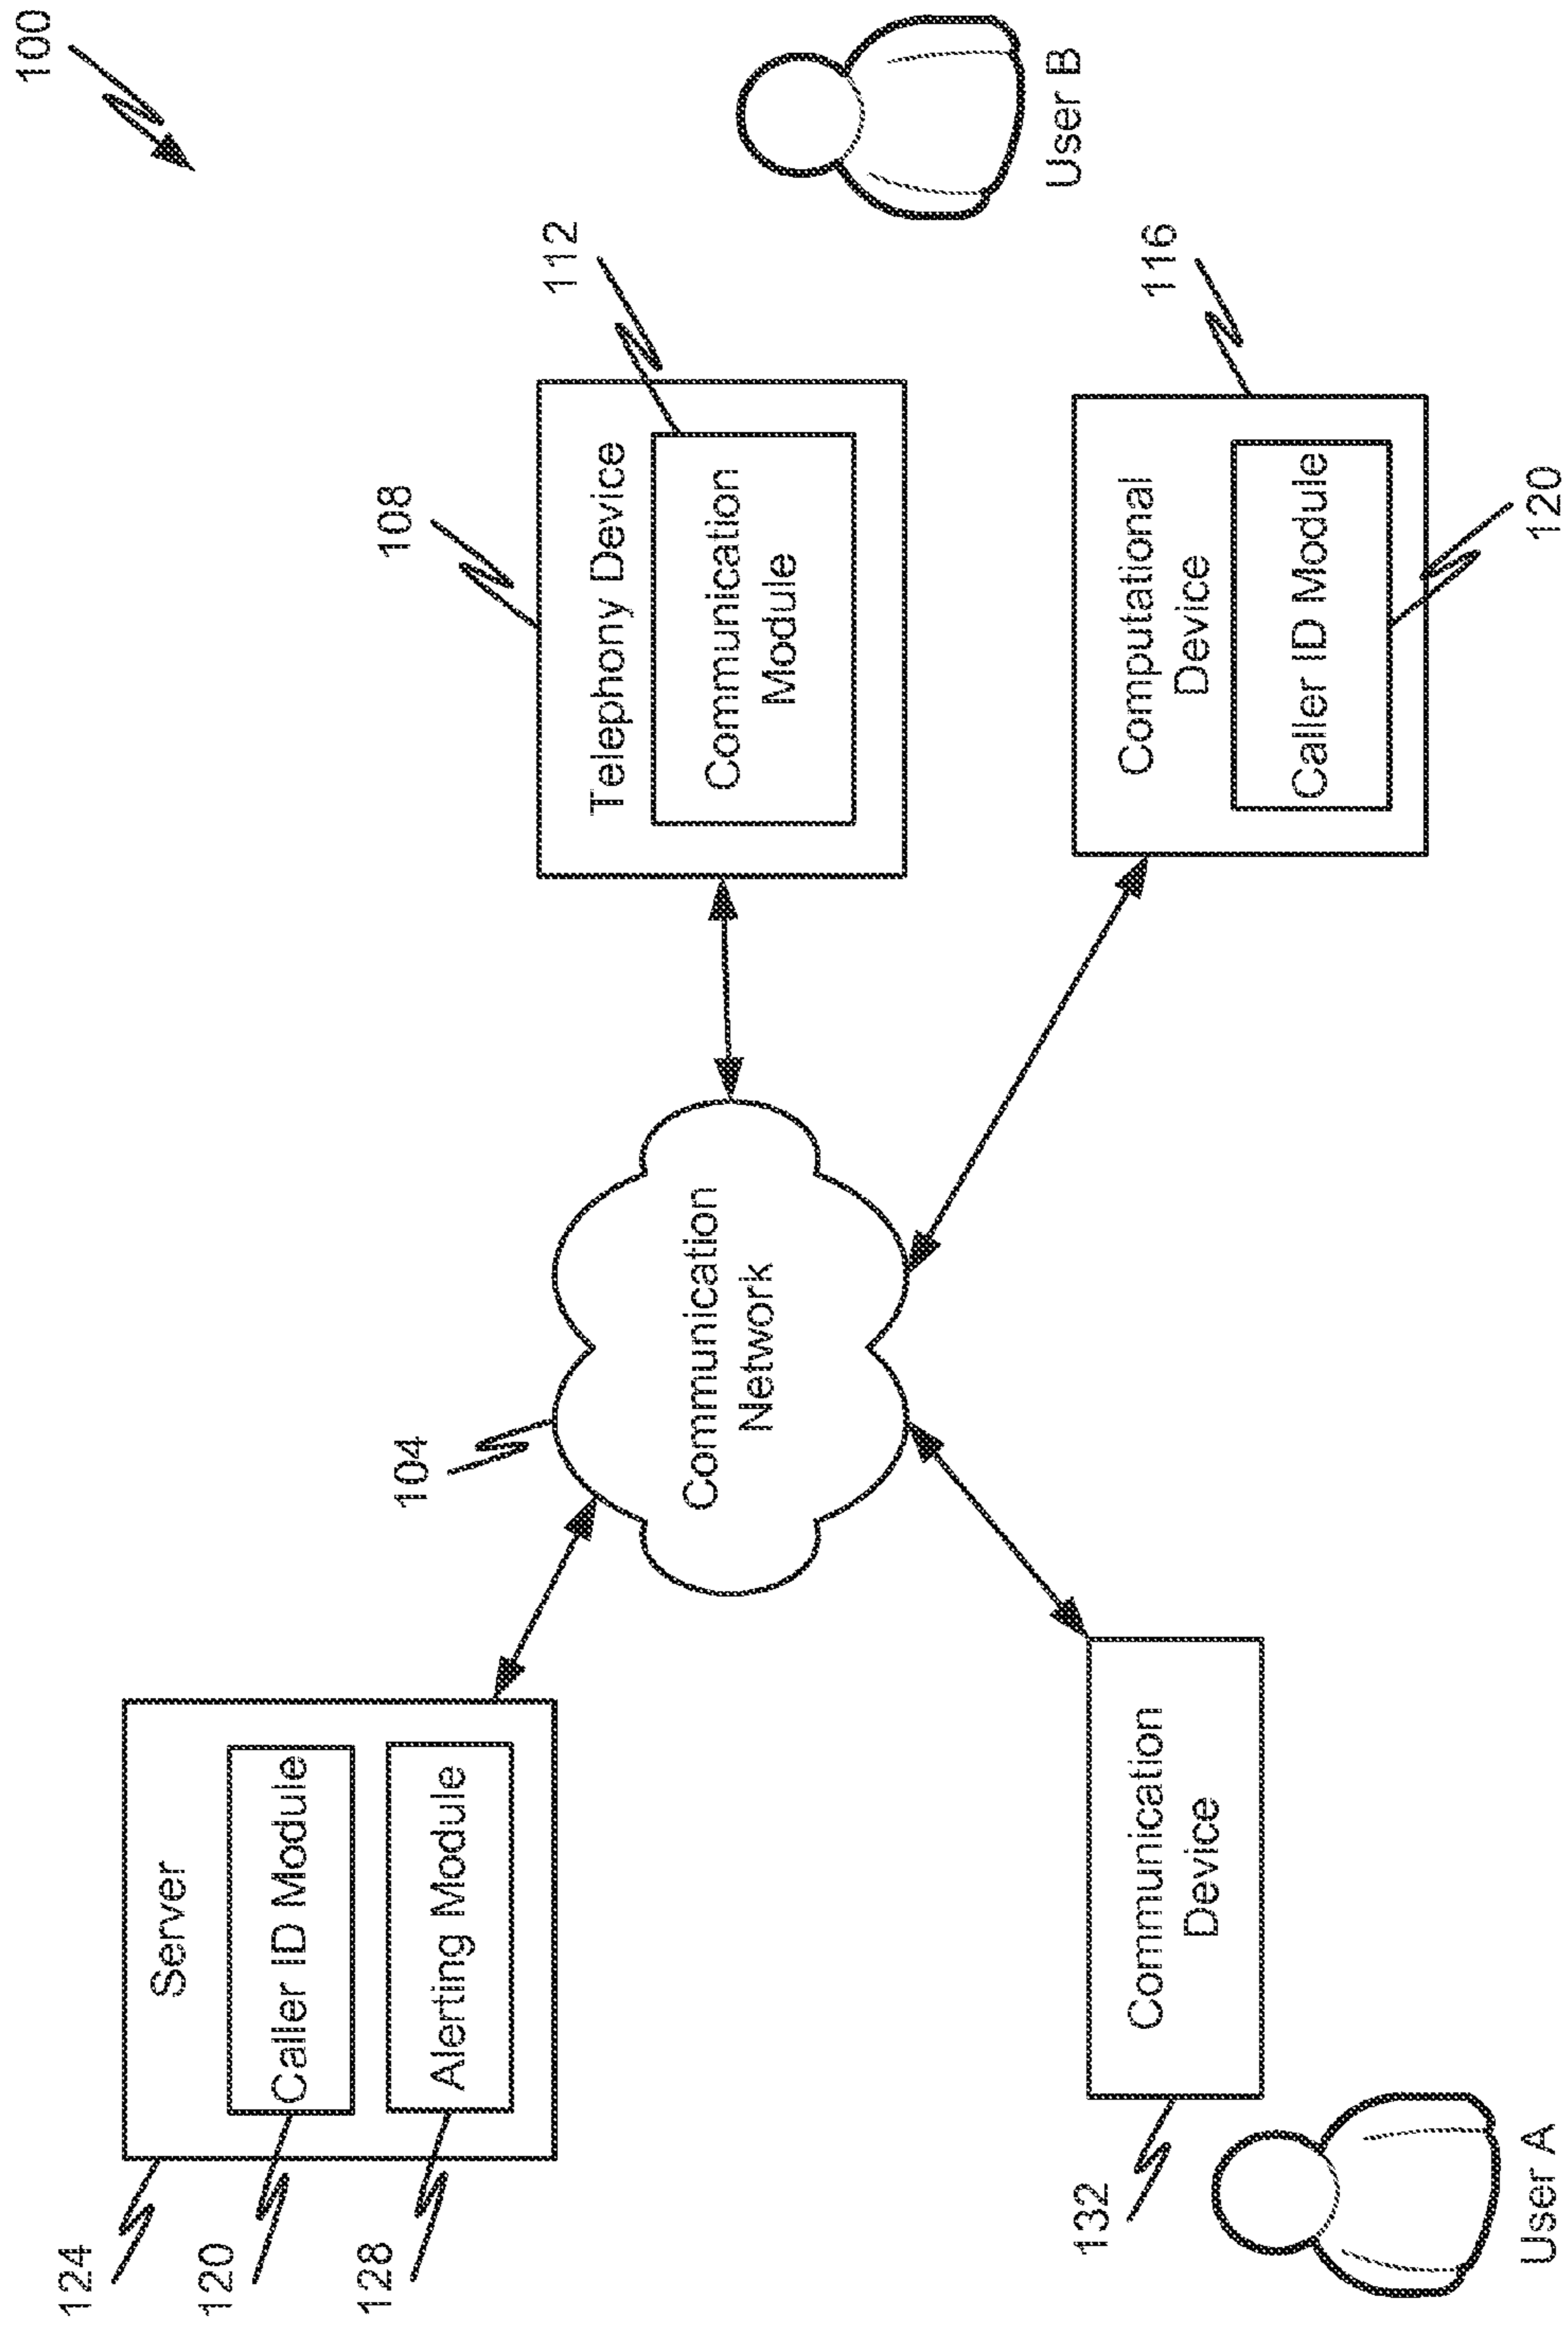 100
124
Server
120
Caller ID Module
128
Alerting Module
104
Communication
Network
108
Telephony Device
112
Communication
Module
User B
116
Computational
Device
Caller ID Module
120
132
Communication
Device
User A